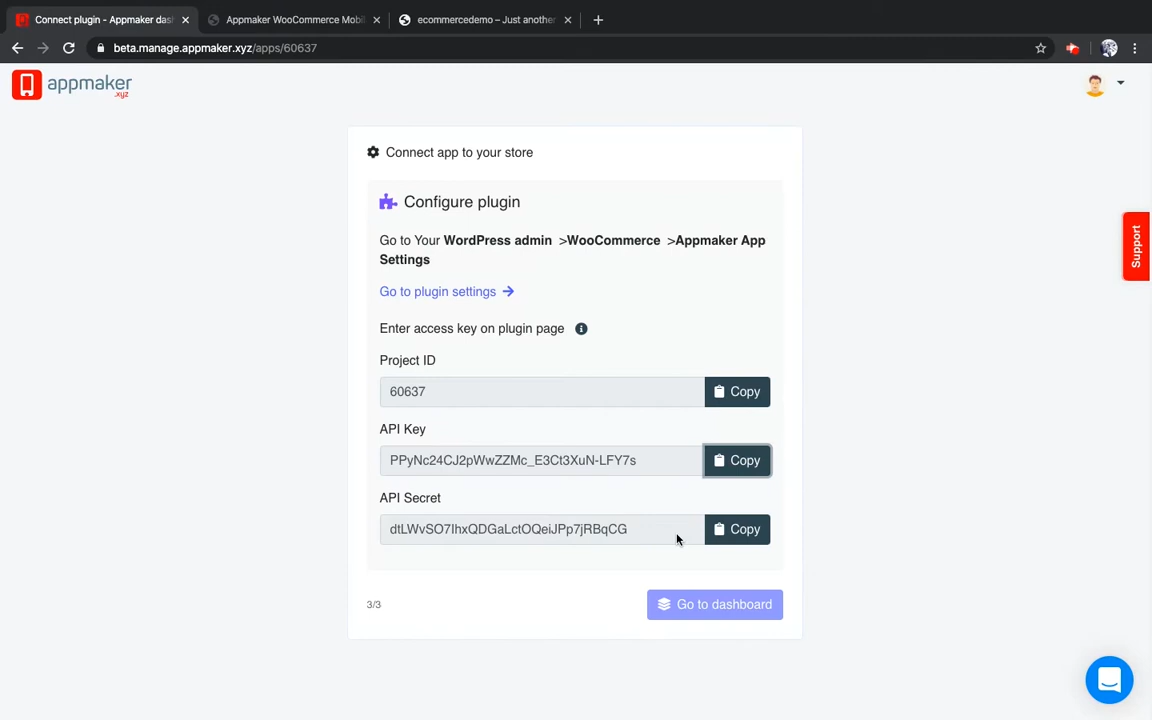 Connect plugin - Appmaker das
Appmaker WooCommerce Mobil
ecommercedemo – Just another
beta.manage.appmaker.xyz/apps/60637
appmaker
.xyz
Connect app to your store
Configure plugin
Go to Your WordPress admin >WooCommerce >Appmaker App
Settings
Go to plugin settings
Enter access key on plugin page
Project ID
60637 Copy
API Key
PPyNc24CJ2pWwZZMc_E3Ct3XuN-LFY7s Copy
API Secret
dtLWvSO7IhxQDGaLctOQeiJPp7jRBqCG Copy
3/3 Go to dashboard
Support